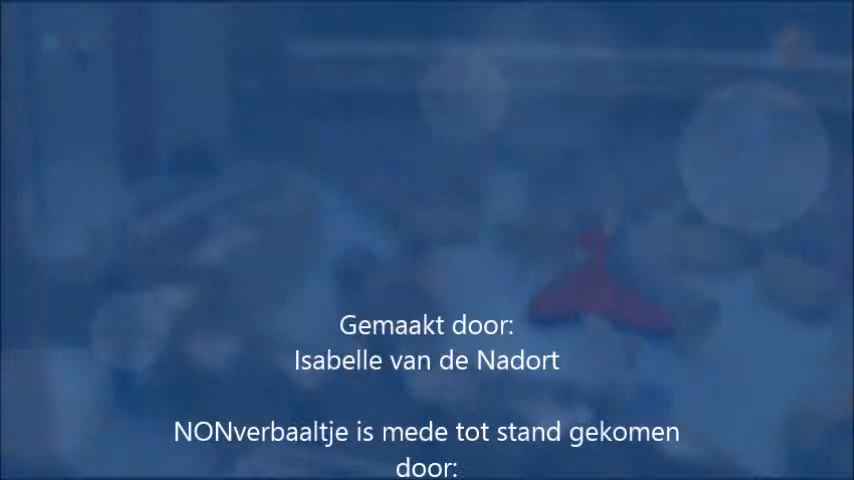 Gemaakt door:
Isabelle van de Nadort
NONverbaaltje is mede tot stand gekomen
door: